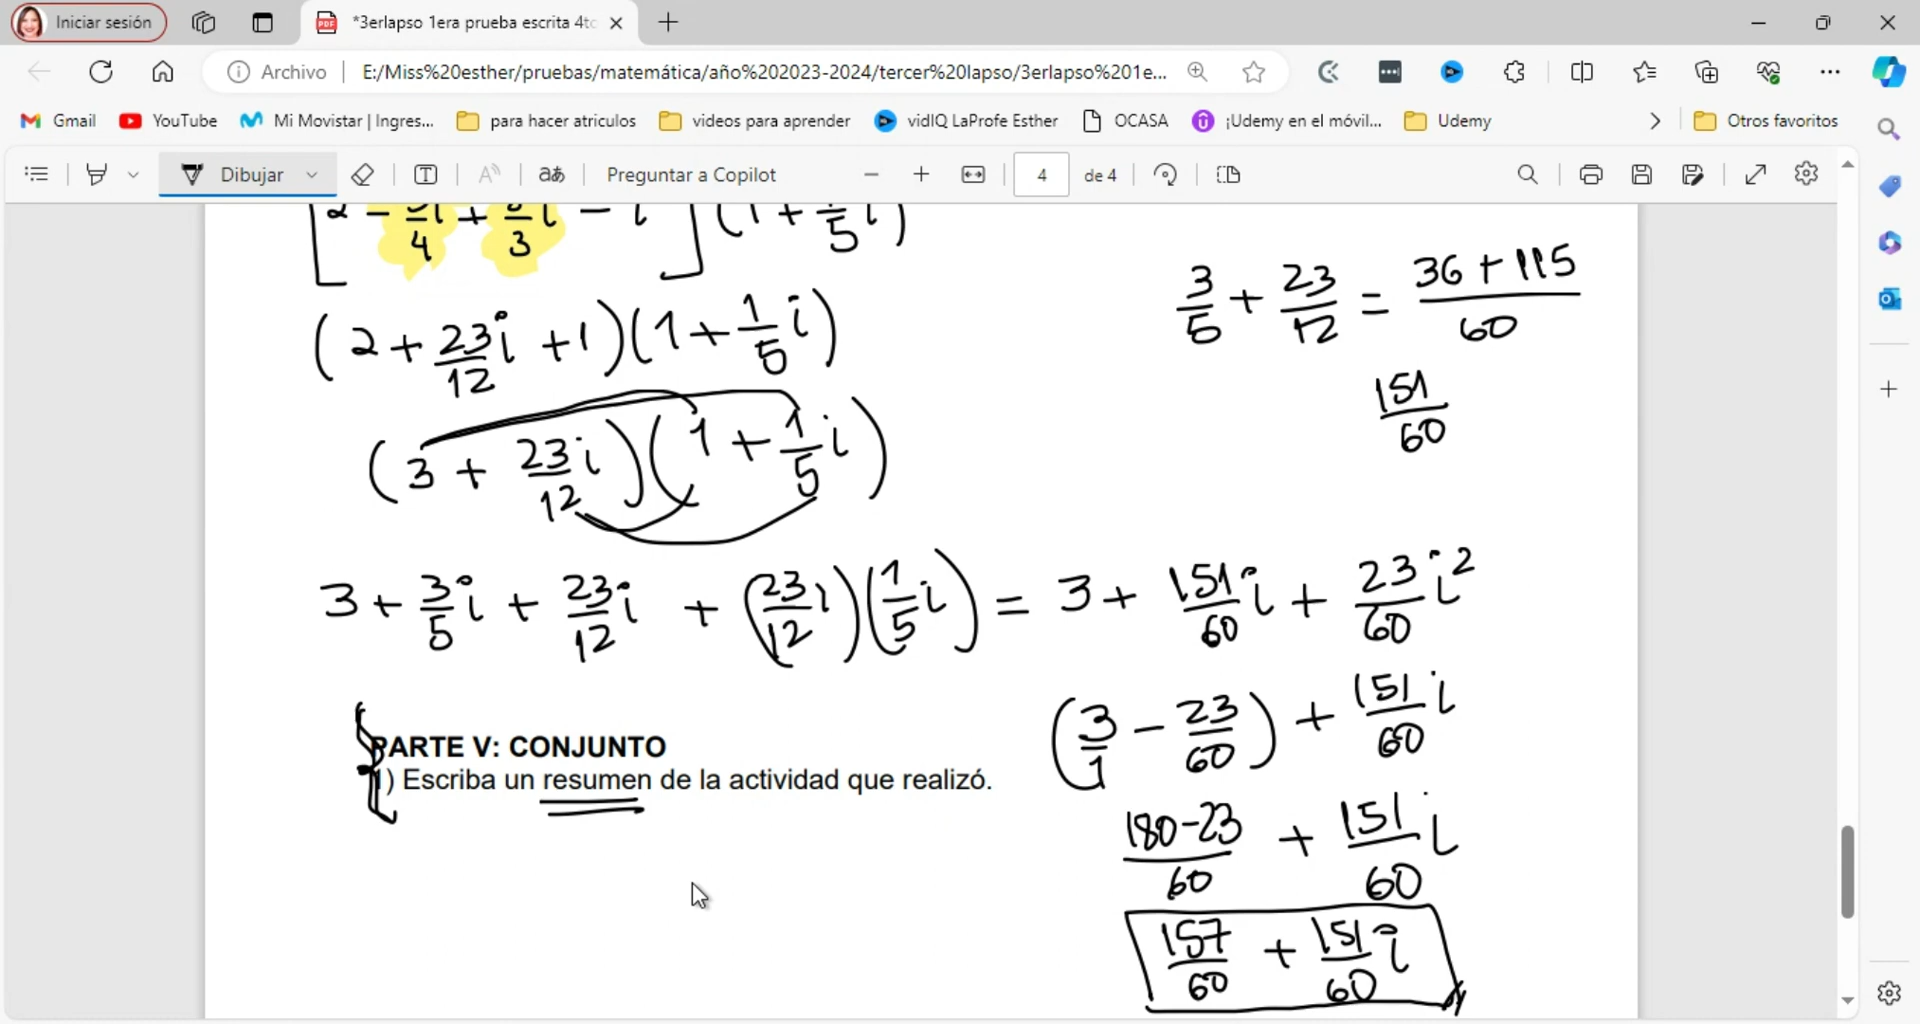 Iniciar sesión
*3erlapso 1era prueba escrita 4to
Archivo
E:/Miss%20esther/pruebas/matemática/año%202023-2024/tercer%20lapso/3erlapso%201e...
Gmail
YouTube
Mi Movistar | Ingres...
para hacer atriculos
videos para aprender
vidIQ LaProfe Esther
OCASA
¡Udemy en el móvil...
Udemy
Otros favoritos
Dibujar
aあ
Preguntar a Copilot
4 de 4
(2 + 23/12 i + 1)(1 + 1/5 i)
3/5 + 23/12 = 36 + 115/60
151/60
(3 + 23/12 i)(1 + 1/5 i)
3 + 3/5 i + 23/12 i + (23/12 i)(1/5 i) = 3 + 151/60 i + 23/60 i²
(3/1 - 23/60) + 151/60 i
PARTE V: CONJUNTO
1) Escriba un resumen de la actividad que realizó.
180-23/60 + 151/60 i
157/60 + 151/60 i